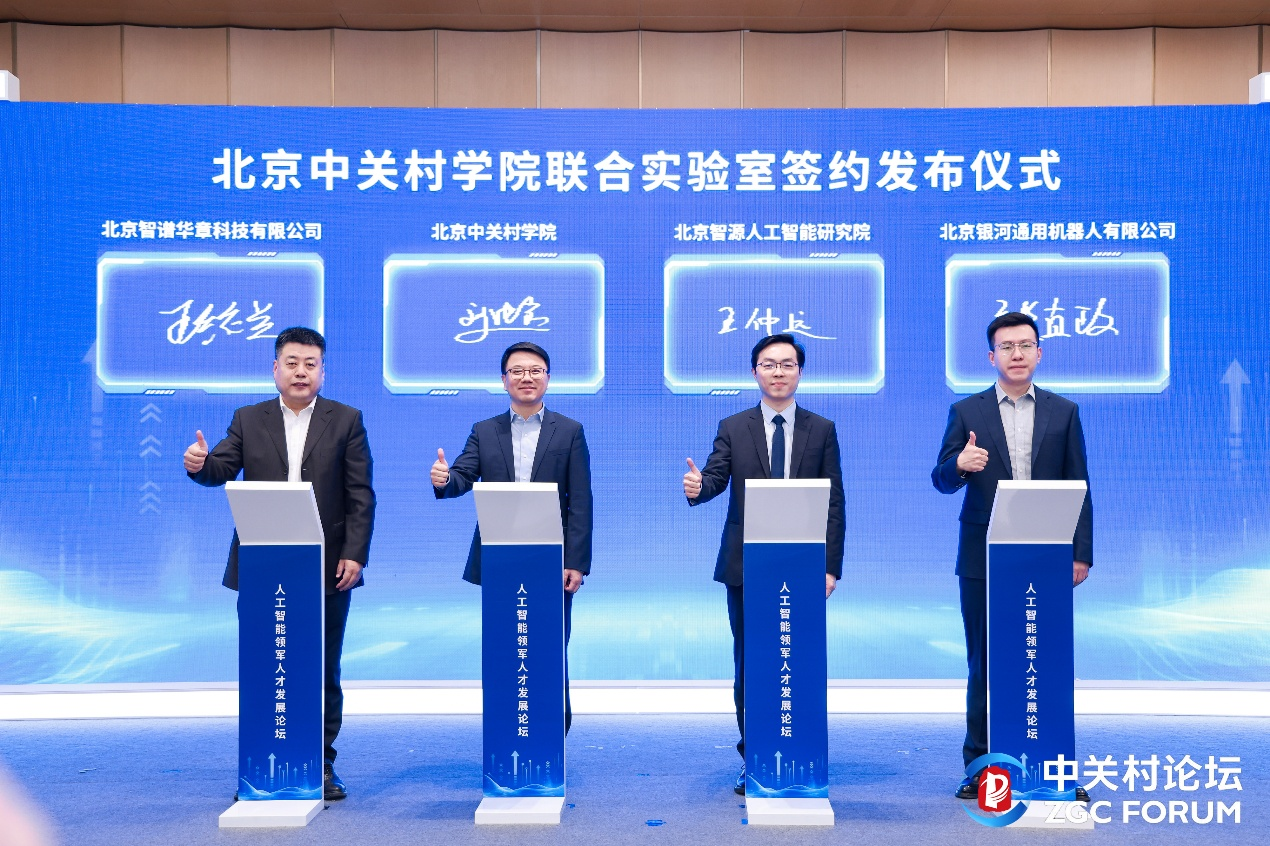 北京中关村学院联合实验室签约发布仪式
北京智谱华章科技有限公司
北京中关村学院
北京智源人工智能研究院
北京银河通用机器人有限公司
王仲远
人工智能领军人才发展论坛
人工智能领军人才发展论坛
人工智能领军人才发展论坛
人工智能领军人才发展论坛
中关村论坛
ZGC FORUM